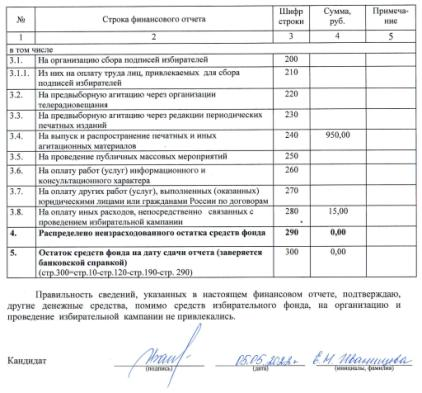 № Строка финансового отчета Шифр строки Сумма, руб. Примеча-ние
1 2 3 4 5
в том числе
3.1. На организацию сбора подписей избирателей 200
3.1.1. Из них на оплату труда лиц, привлекаемых для сбора 210
подписей избирателей
3.2. На предвыборную агитацию через организации 220
телерадиовещания
3.3. На предвыборную агитацию через редакции периодических 230
печатных изданий
3.4. На выпуск и распространение печатных и иных 240 950,00
агитационных материалов
3.5. На проведение публичных массовых мероприятий 250
3.6. На оплату работ (услуг) информационного и 260
консультационного характера
3.7. На оплату других работ (услуг), выполненных (оказанных) 270
юридическими лицами или гражданами России по договорам
3.8. На оплату иных расходов, непосредственно связанных с 280 15,00
проведением избирательной кампании
4. Распределено неизрасходованного остатка средств фонда 290 0,00
5. Остаток средств фонда на дату сдачи отчета (заверяется 300 0,00
банковской справкой)
(стр.300=стр.10-стр.120-стр.190-стр. 290)
Правильность сведений, указанных в настоящем финансовом отчете, подтверждаю,
другие денежные средства, помимо средств избирательного фонда, на организацию и
проведение избирательной кампании не привлекались.
Кандидат 05.05.2022г Е.Н. Иванищева
(подпись) (дата) (инициалы, фамилия)